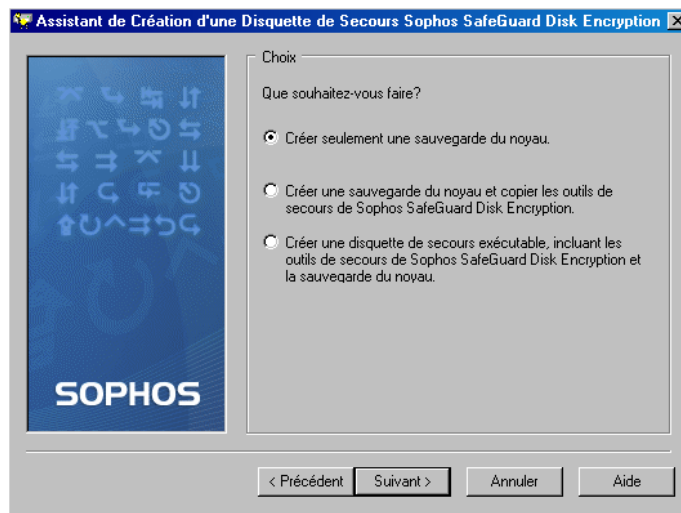 Assistant de Création d'une Disquette de Secours Sophos SafeGuard Disk Encryption
Choix
Que souhaitez-vous faire?
Créer seulement une sauvegarde du noyau.
Créer une sauvegarde du noyau et copier les outils de
secours de Sophos SafeGuard Disk Encryption.
Créer une disquette de secours exécutable, incluant les
outils de secours de Sophos SafeGuard Disk Encryption et
la sauvegarde du noyau.
SOPHOS
< Précédent
Suivant >
Annuler
Aide